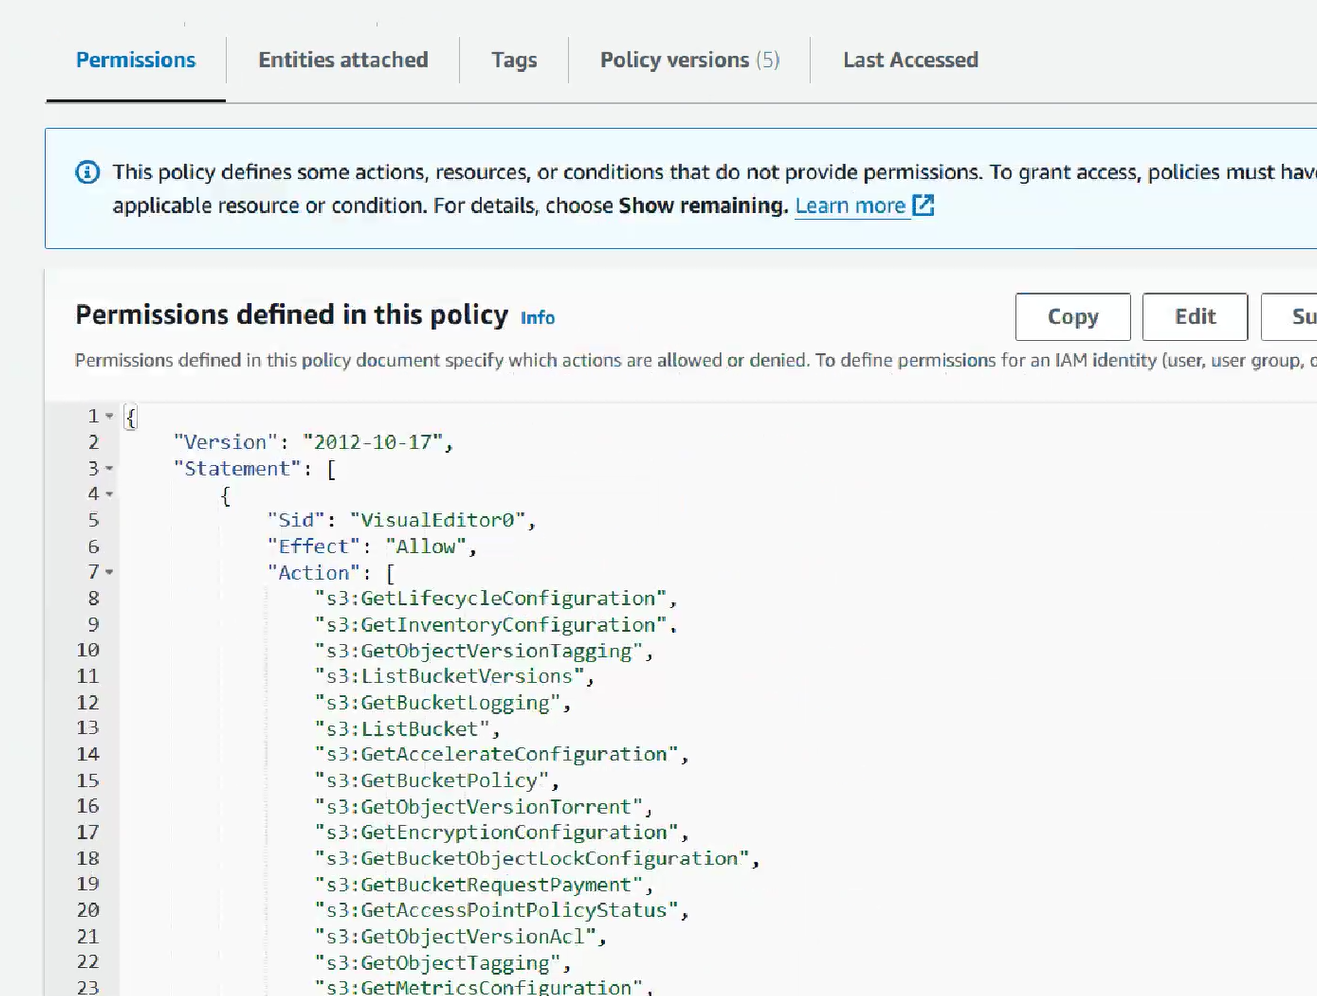 Permissions Entities attached Tags Policy versions (5) Last Accessed
This policy defines some actions, resources, or conditions that do not provide permissions. To grant access, policies must have
applicable resource or condition. For details, choose Show remaining. Learn more
Permissions defined in this policy Info Copy Edit Su
Permissions defined in this policy document specify which actions are allowed or denied. To define permissions for an IAM identity (user, user group, o
1 {
2 "Version": "2012-10-17",
3 "Statement": [
4 {
5 "Sid": "VisualEditor0",
6 "Effect": "Allow",
7 "Action": [
8 "s3:GetLifecycleConfiguration",
9 "s3:GetInventoryConfiguration",
10 "s3:GetObjectVersionTagging",
11 "s3:ListBucketVersions",
12 "s3:GetBucketLogging",
13 "s3:ListBucket",
14 "s3:GetAccelerateConfiguration",
15 "s3:GetBucketPolicy",
16 "s3:GetObjectVersionTorrent",
17 "s3:GetEncryptionConfiguration",
18 "s3:GetBucketObjectLockConfiguration",
19 "s3:GetBucketRequestPayment",
20 "s3:GetAccessPointPolicyStatus",
21 "s3:GetObjectVersionAcl",
22 "s3:GetObjectTagging",
23 "s3:GetMetricsConfiguration",